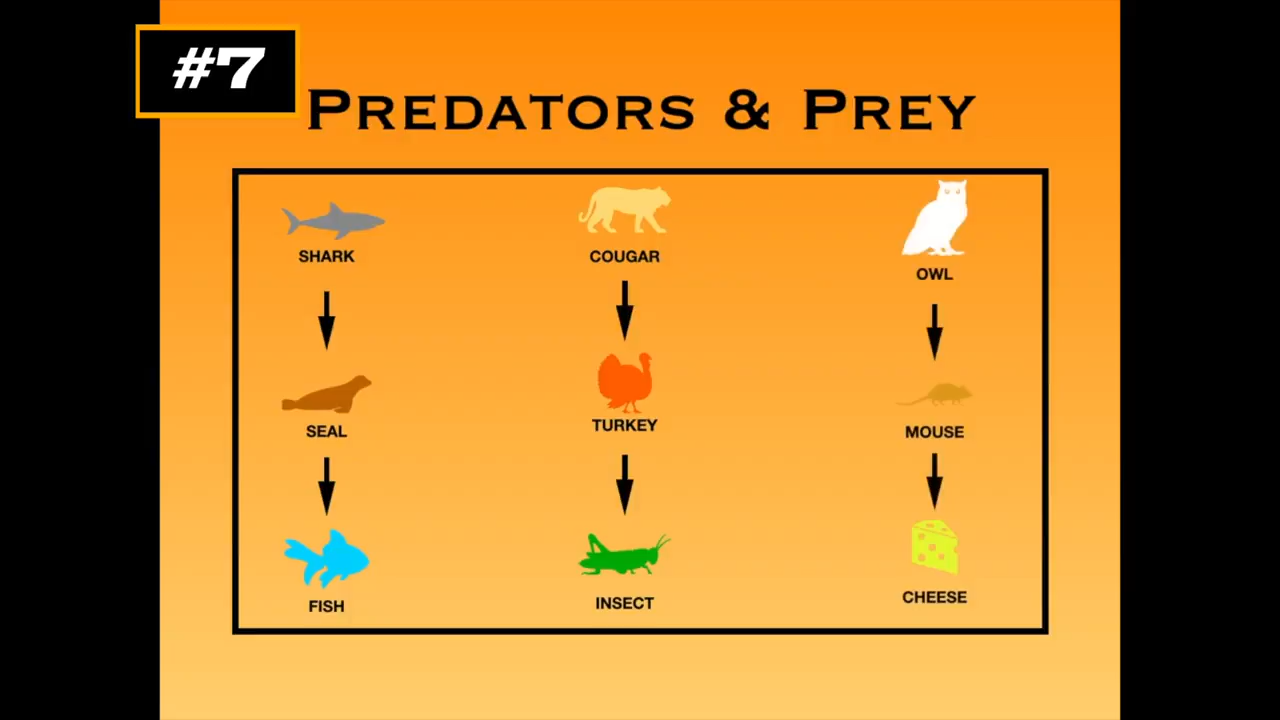 #7
PREDATORS & PREY
SHARK
COUGAR
OWL
SEAL
TURKEY
MOUSE
FISH
INSECT
CHEESE